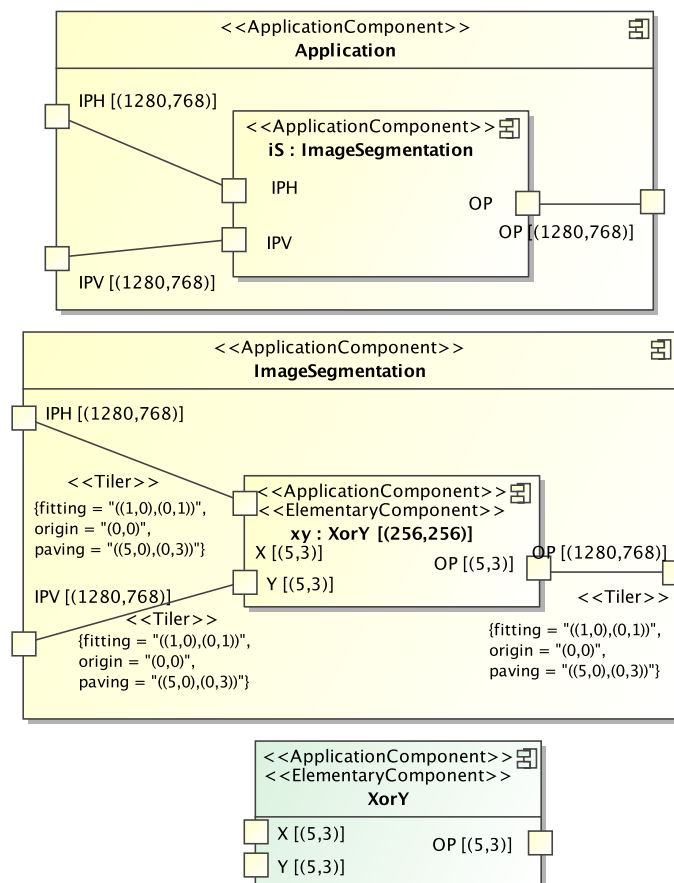 <<ApplicationComponent>>
Application
IPH [(1280,768)]
<<ApplicationComponent>>
iS : ImageSegmentation
IPH
OP
OP [(1280,768)]
IPV
IPV [(1280,768)]
<<ApplicationComponent>>
ImageSegmentation
IPH [(1280,768)]
<<Tiler>>
{fitting = "((1,0),(0,1))",
origin = "(0,0)",
paving = "((5,0),(0,3))"}
<<ApplicationComponent>>
<<ElementaryComponent>>
xy : XorY [(256,256)]
X [(5,3)]
OP [(5,3)]
OP [(1280,768)]
Y [(5,3)]
IPV [(1280,768)]
<<Tiler>>
{fitting = "((1,0),(0,1))",
origin = "(0,0)",
paving = "((5,0),(0,3))"}
<<Tiler>>
{fitting = "((1,0),(0,1))",
origin = "(0,0)",
paving = "((5,0),(0,3))"}
<<ApplicationComponent>>
<<ElementaryComponent>>
XorY
X [(5,3)]
OP [(5,3)]
Y [(5,3)]